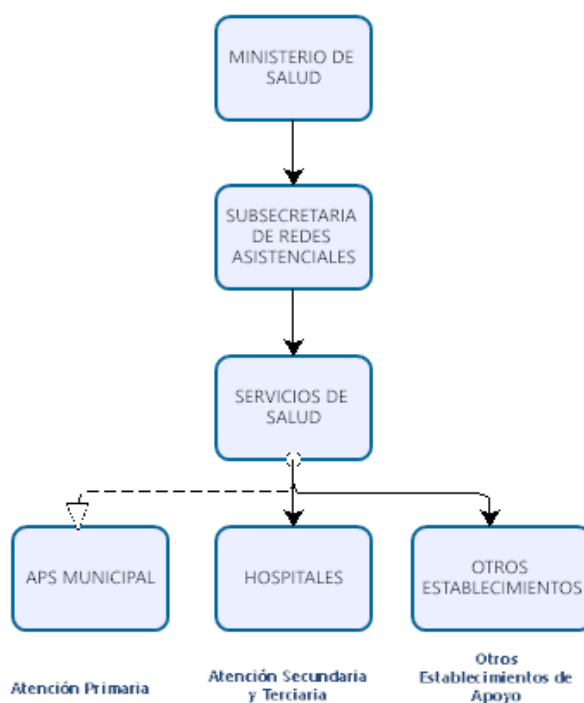 MINISTERIO DE
SALUD
SUBSECRETARIA
DE REDES
ASISTENCIALES
SERVICIOS DE
SALUD
APS MUNICIPAL
HOSPITALES
OTROS
ESTABLECIMIENTOS
Atención Primaria
Atención Secundaria
y Terciaria
Otros
Establecimientos de
Apoyo